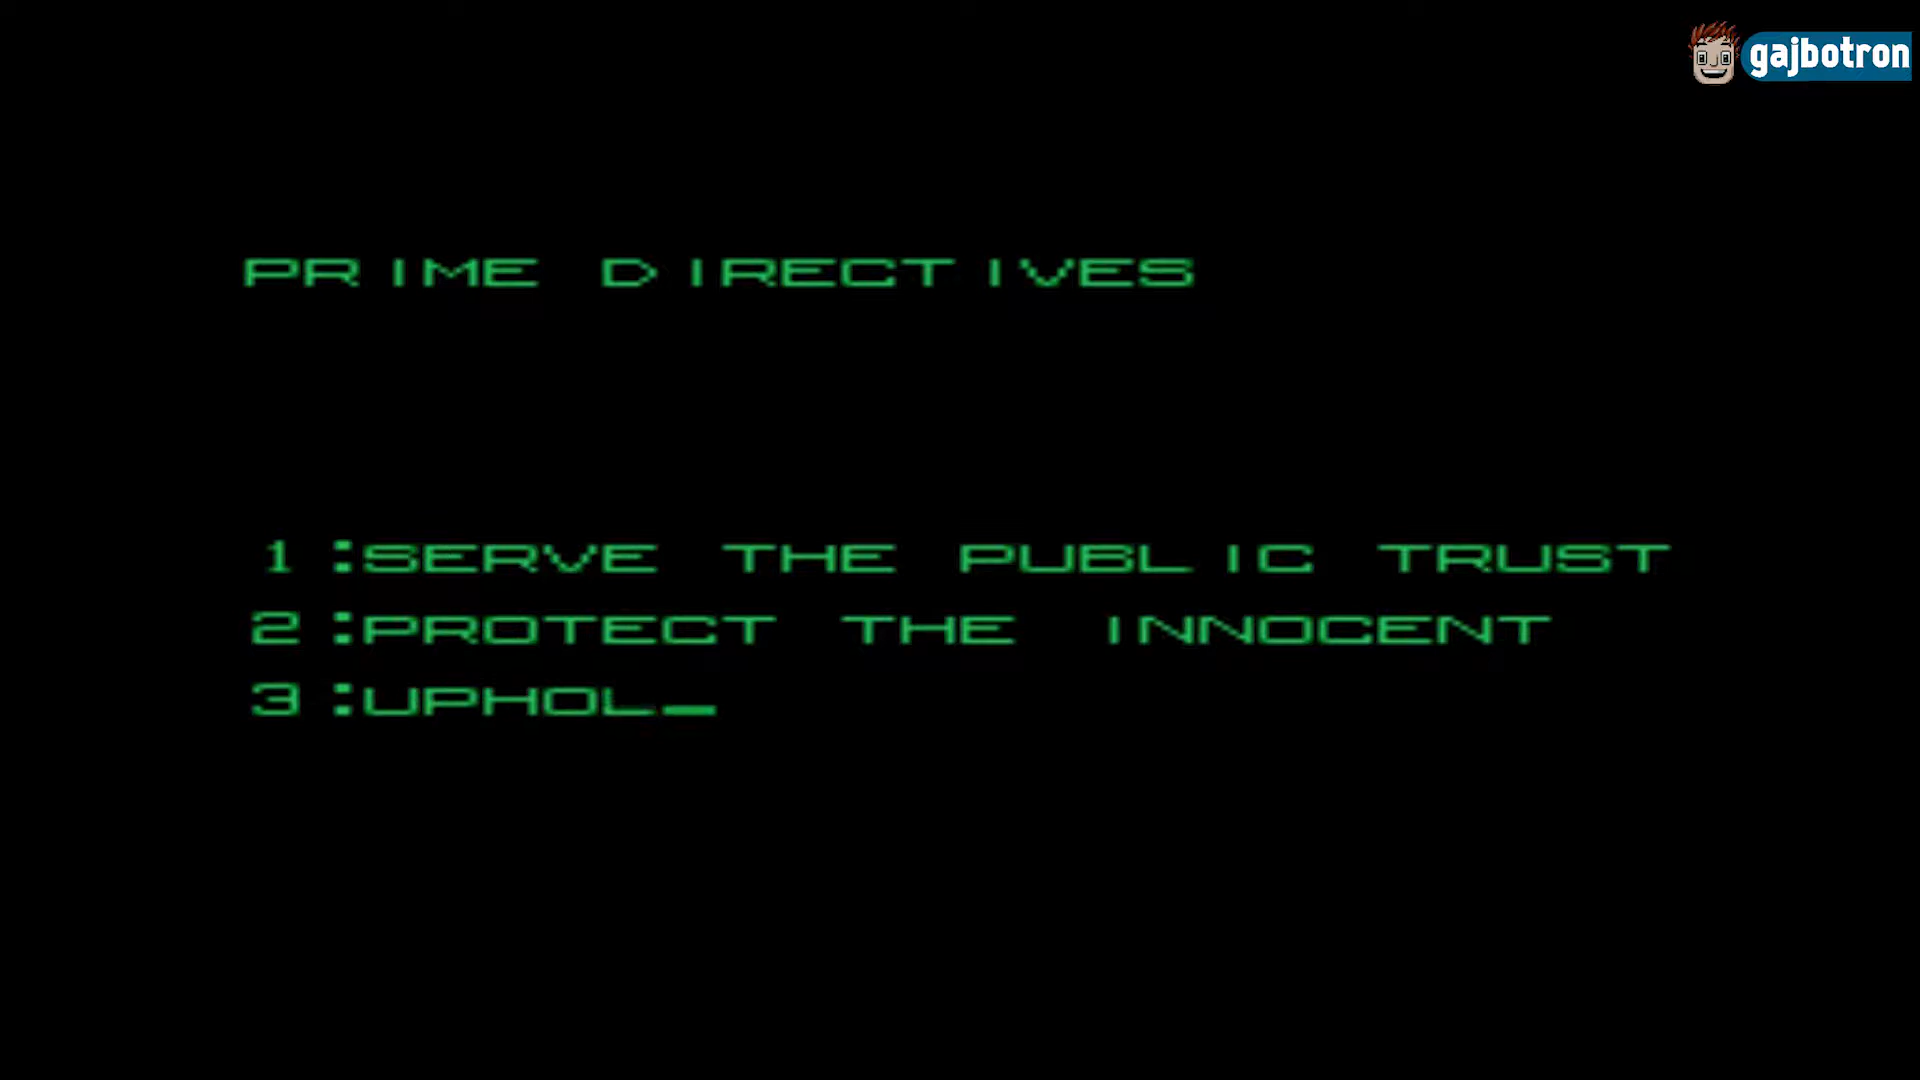 gajbotron
PRIME DIRECTIVES
1:SERVE THE PUBLIC TRUST
2:PROTECT THE INNOCENT
3:UPHOL_